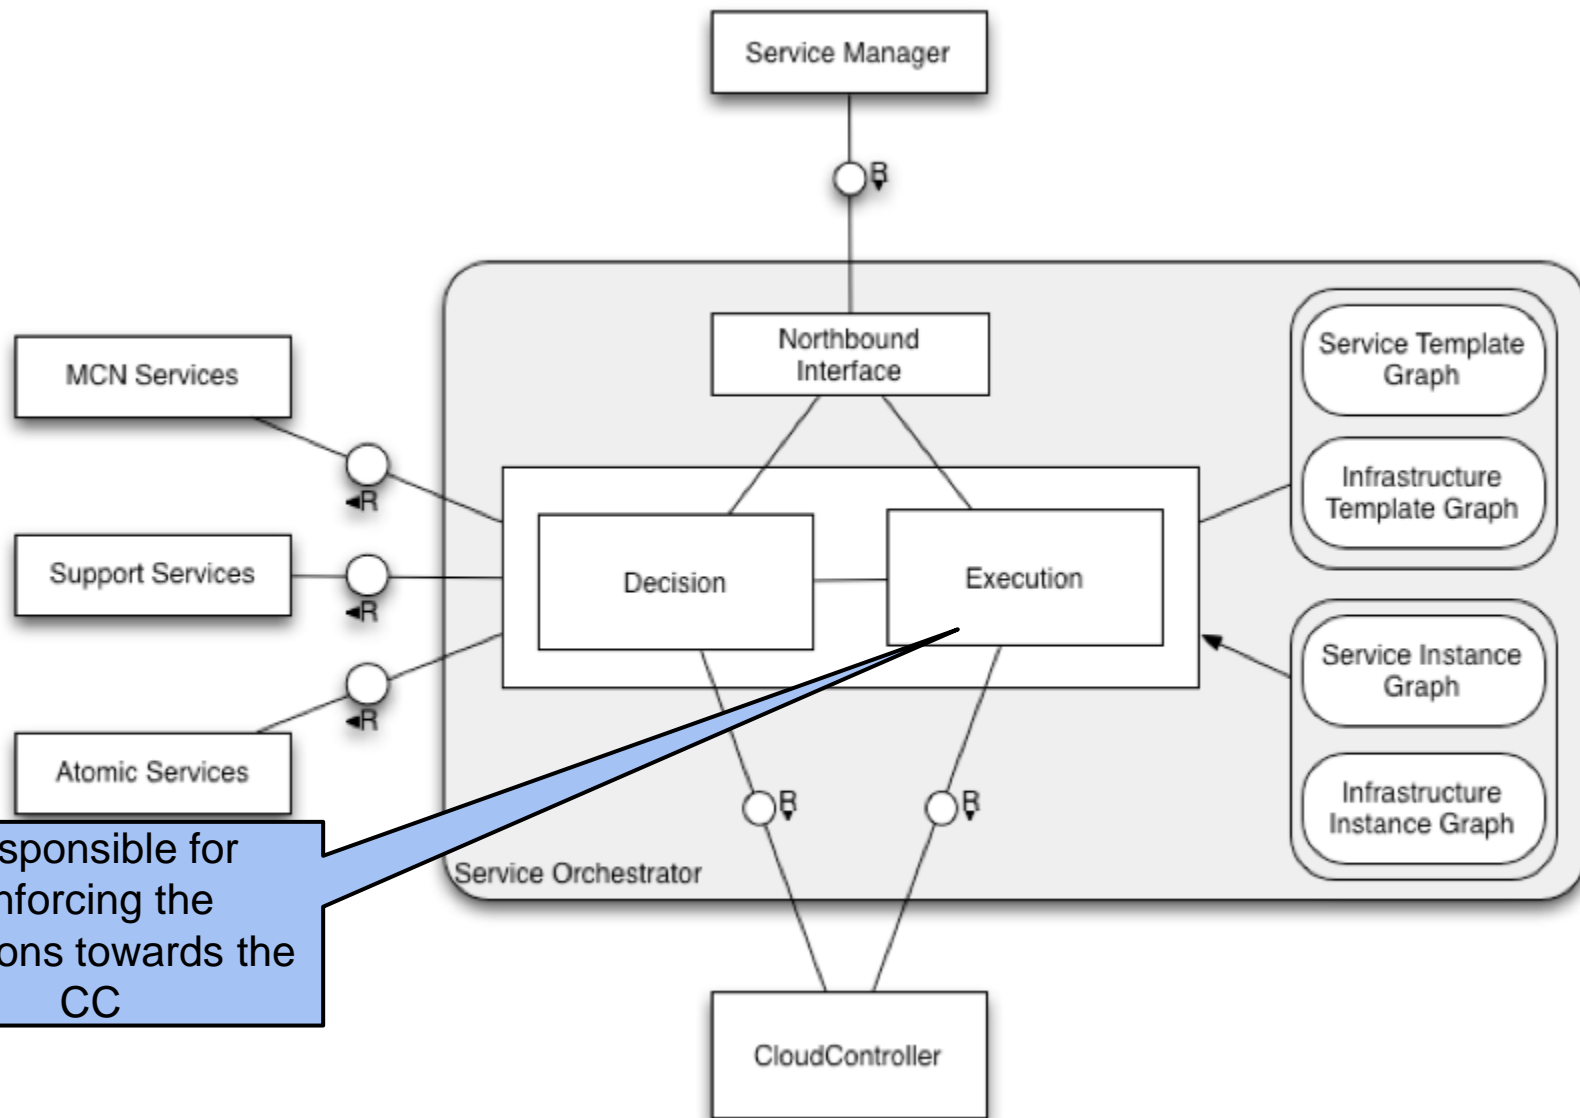 Service Manager
R
Northbound
Interface
Service Template
Graph
MCN Services
R
Infrastructure
Template Graph
Support Services
R
Decision
Execution
Service Instance
Graph
R
Atomic Services
R
R
Infrastructure
Instance Graph
sponsible for
nforcing the
ons towards the
CC
Service Orchestrator
CloudController